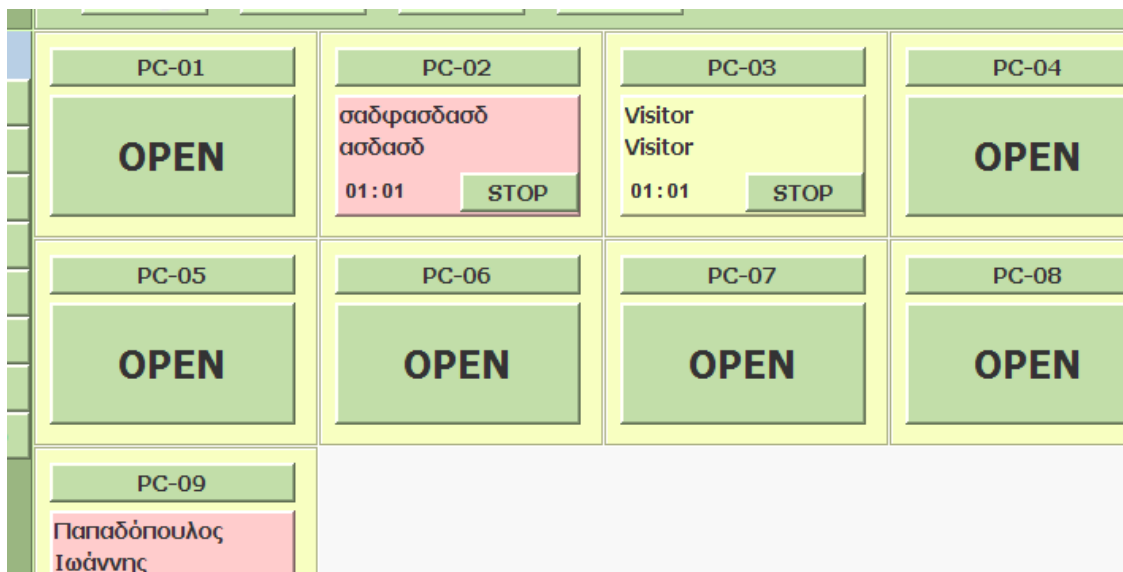 PC-01 PC-02 PC-03 PC-04
OPEN
σαδφασδασδ
ασδασδ
01:01 STOP
Visitor
Visitor
01:01 STOP
OPEN
PC-05 PC-06 PC-07 PC-08
OPEN OPEN OPEN OPEN
PC-09
Παπαδόπουλος
Ιωάννης